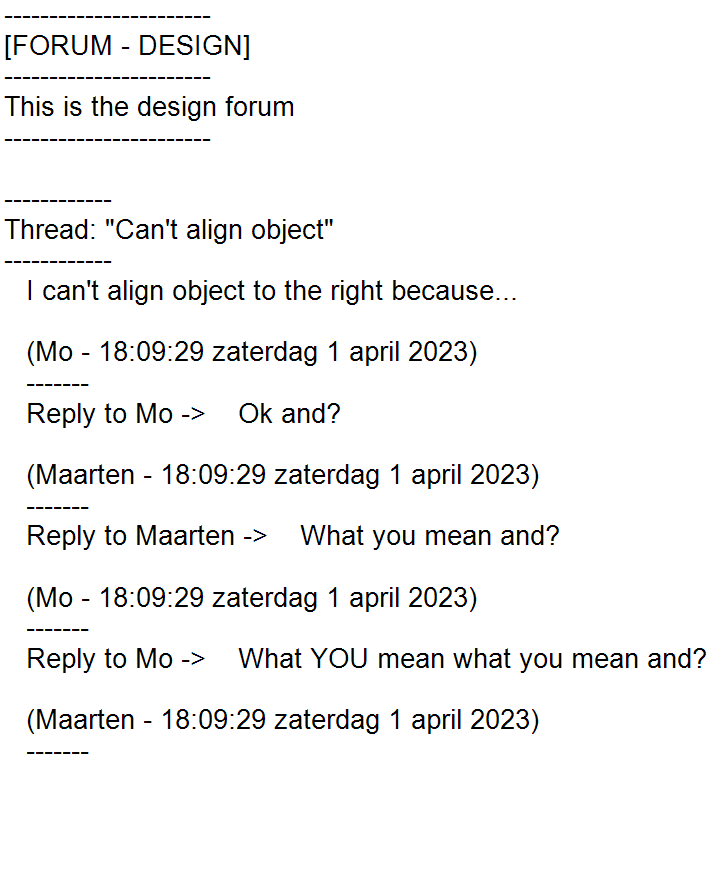 -----------------------
[FORUM - DESIGN]
-----------------------
This is the design forum
-----------------------
------------
Thread: "Can't align object"
------------
I can't align object to the right because...
(Mo - 18:09:29 zaterdag 1 april 2023)
-------
Reply to Mo -> Ok and?
(Maarten - 18:09:29 zaterdag 1 april 2023)
-------
Reply to Maarten -> What you mean and?
(Mo - 18:09:29 zaterdag 1 april 2023)
-------
Reply to Mo -> What YOU mean what you mean and?
(Maarten - 18:09:29 zaterdag 1 april 2023)
-------